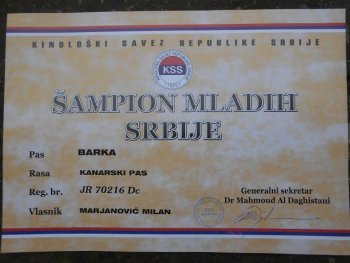 KINOLOŠKI SAVEZ REPUBLIKE SRBIJE
KSS
ŠAMPION MLADIH
SRBIJE
Pas BARKA
Rasa KANARSKI PAS
Reg. br. JR 70216 Dc
Vlasnik MARJANOVIĆ MILAN
Generalni sekretar
Dr Mahmoud Al Daghistani